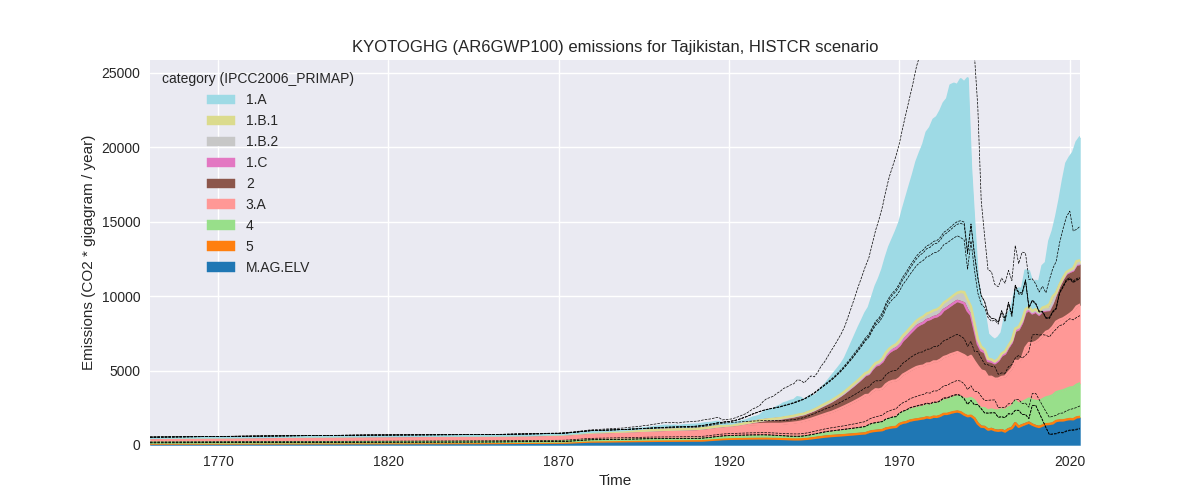 KYOTOGHG (AR6GWP100) emissions for Tajikistan, HISTCR scenario
25000
20000
15000
10000
5000
0
Emissions (CO2 * gigagram / year)
category (IPCC2006_PRIMAP)
1.A
1.B.1
1.B.2
1.C
2
3.A
4
5
M.AG.ELV
1770
1820
1870
1920
1970
2020
Time